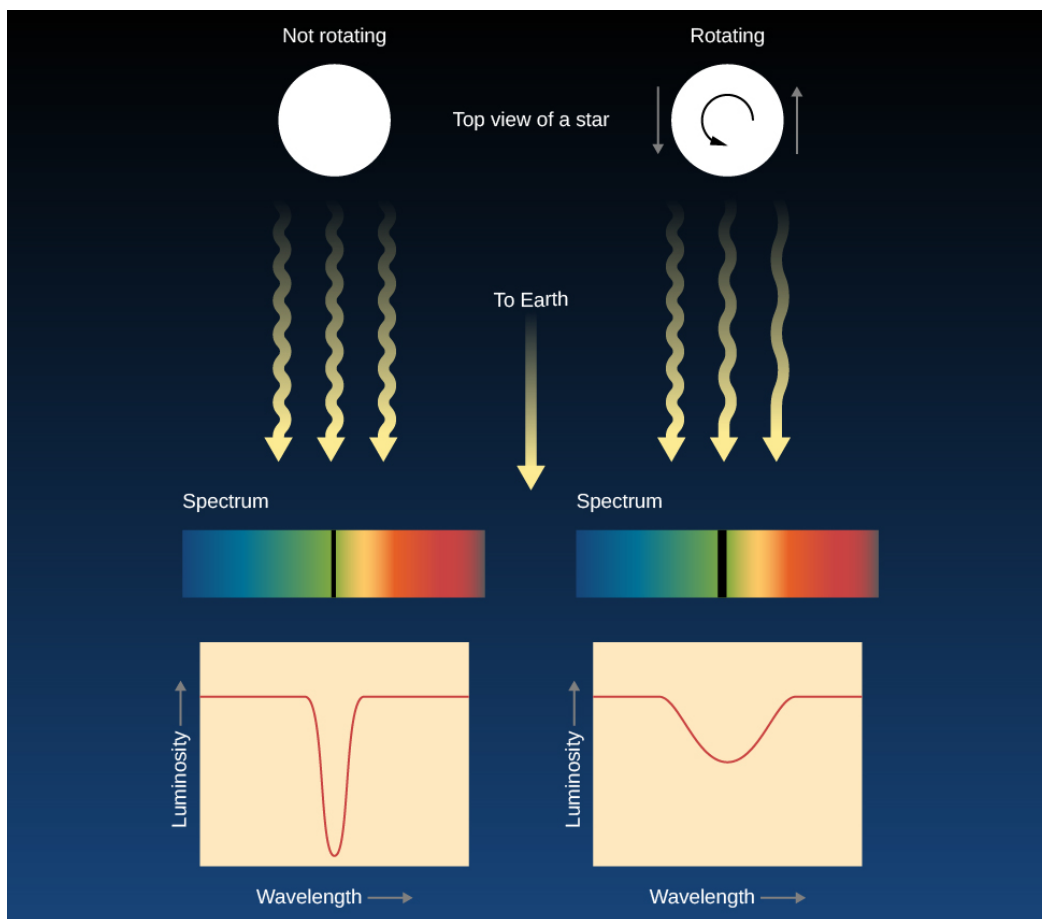 Not rotating
Rotating
Top view of a star
To Earth
Spectrum
Spectrum
Luminosity
Luminosity
Wavelength
Wavelength